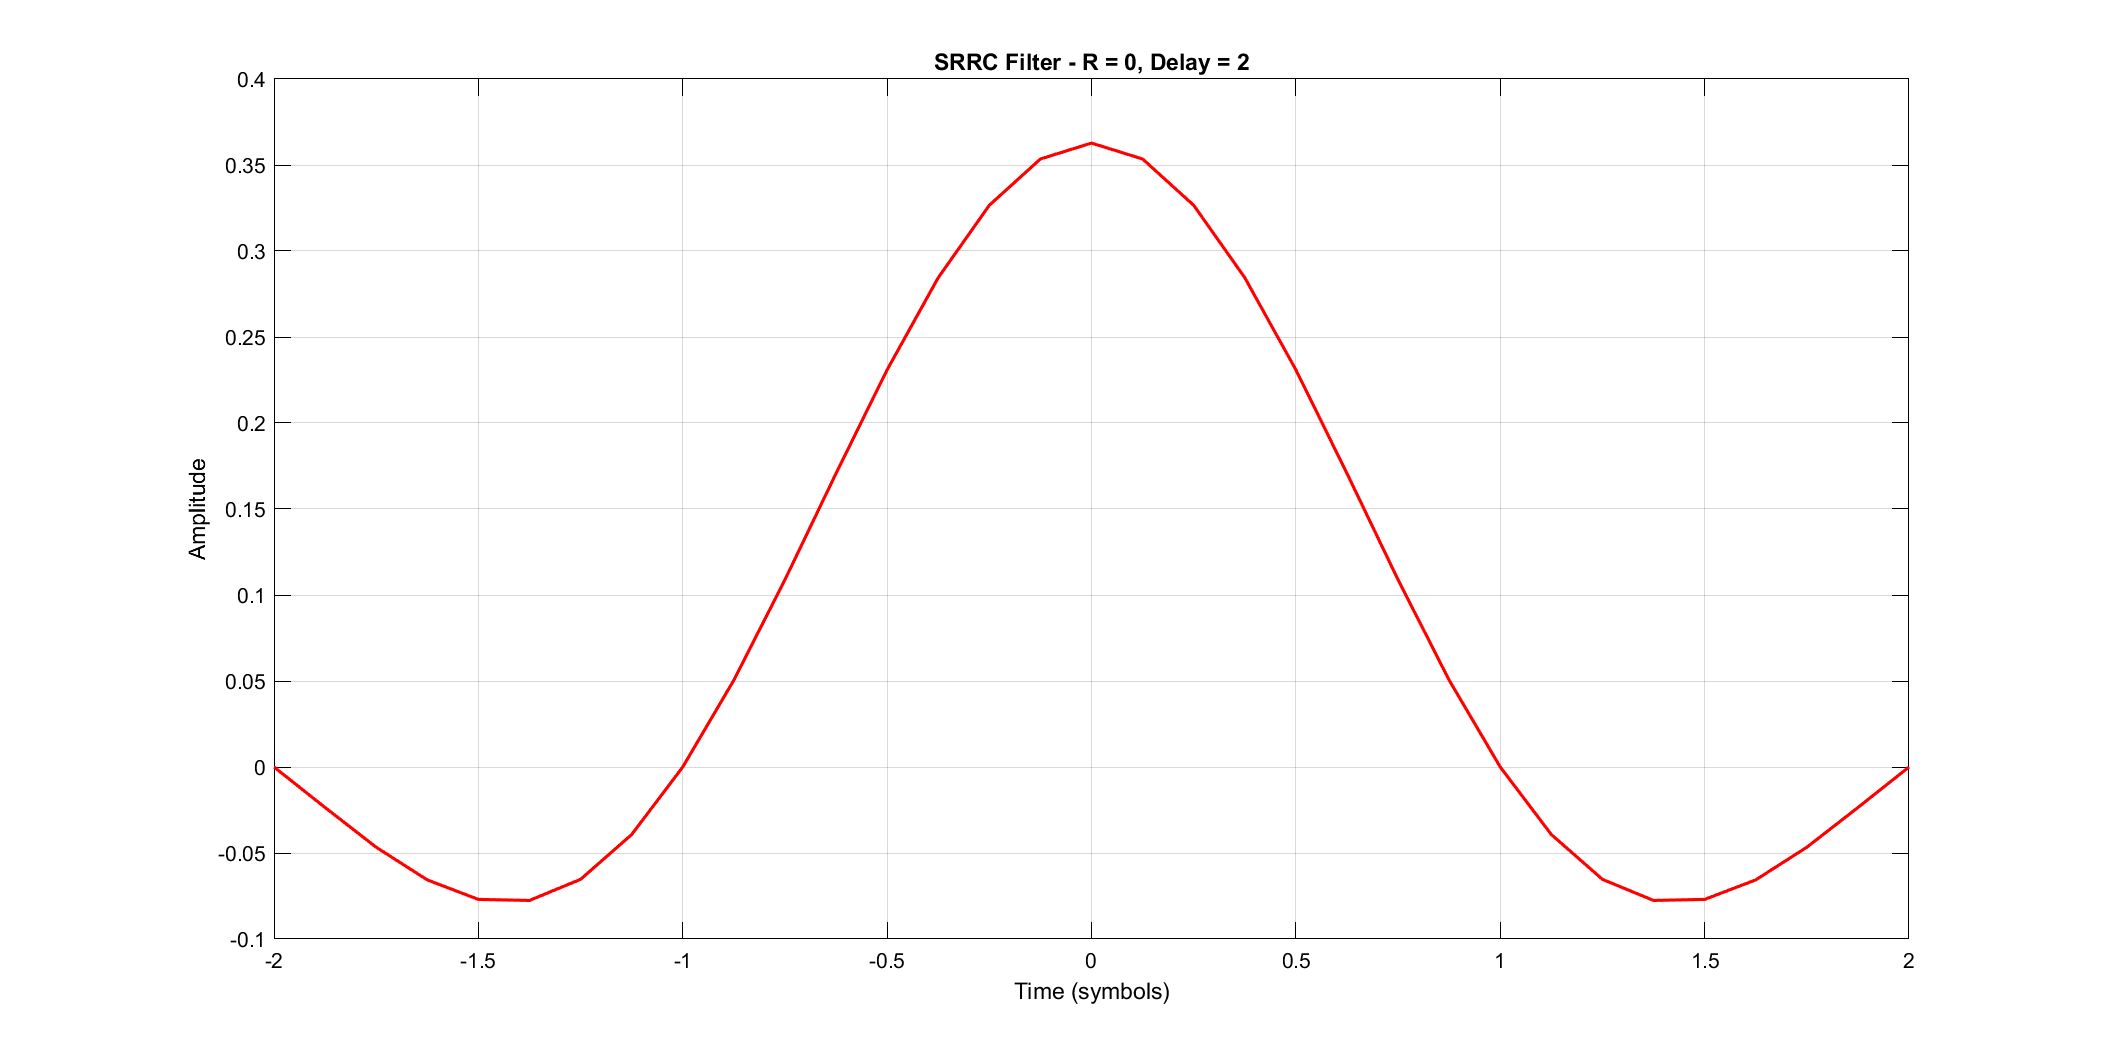 SRRC Filter - R = 0, Delay = 2
0.4
0.35
0.3
0.25
0.2
0.15
0.1
0.05
0
-0.05
-0.1
Amplitude
-2 -1.5 -1 -0.5 0 0.5 1 1.5 2
Time (symbols)